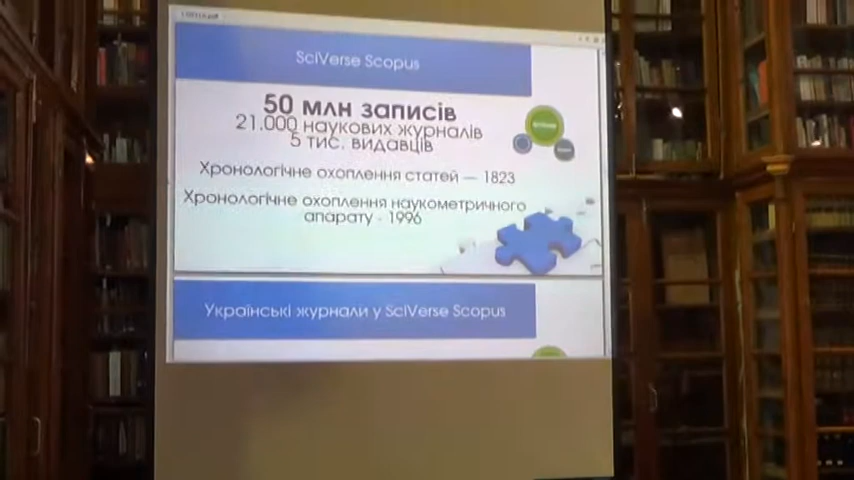 SciVerse Scopus
50 млн записів
21.000 наукових журналів
5 тис. видавців
Хронологічне охоплення статей — 1823
Хронологічне охоплення наукометричного
апарату - 1996
Українські журнали у SciVerse Scopus